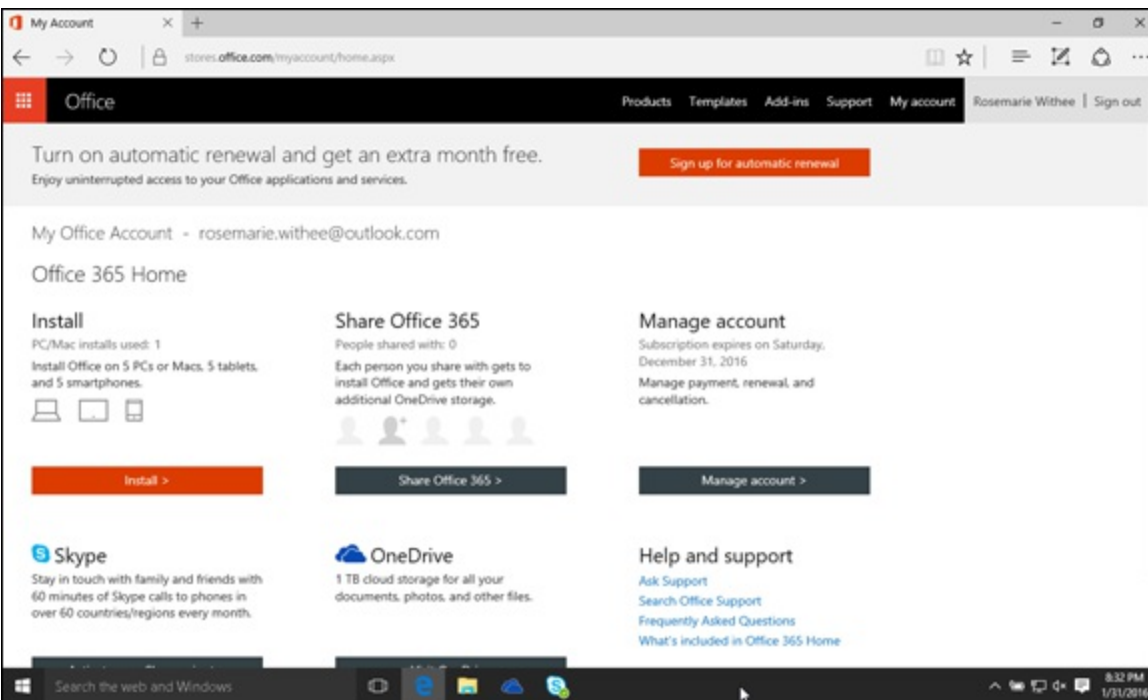 My Account
stores.office.com/myaccount/home.aspx
Office
Products Templates Add-ins Support My account Rosemarie Withee | Sign out
Turn on automatic renewal and get an extra month free.
Enjoy uninterrupted access to your Office applications and services.
Sign up for automatic renewal
My Office Account - rosemarie.withee@outlook.com
Office 365 Home
Install
PC/Mac installs used: 1
Install Office on 5 PCs or Macs, 5 tablets,
and 5 smartphones.
Install >
Share Office 365
People shared with: 0
Each person you share with gets to
install Office and gets their own
additional OneDrive storage.
Share Office 365 >
Manage account
Subscription expires on Saturday,
December 31, 2016
Manage payment, renewal, and
cancellation.
Manage account >
Skype
Stay in touch with family and friends with
60 minutes of Skype calls to phones in
over 60 countries/regions every month.
OneDrive
1 TB cloud storage for all your
documents, photos, and other files.
Help and support
Ask Support
Search Office Support
Frequently Asked Questions
What's included in Office 365 Home
Search the web and Windows
8:32 PM